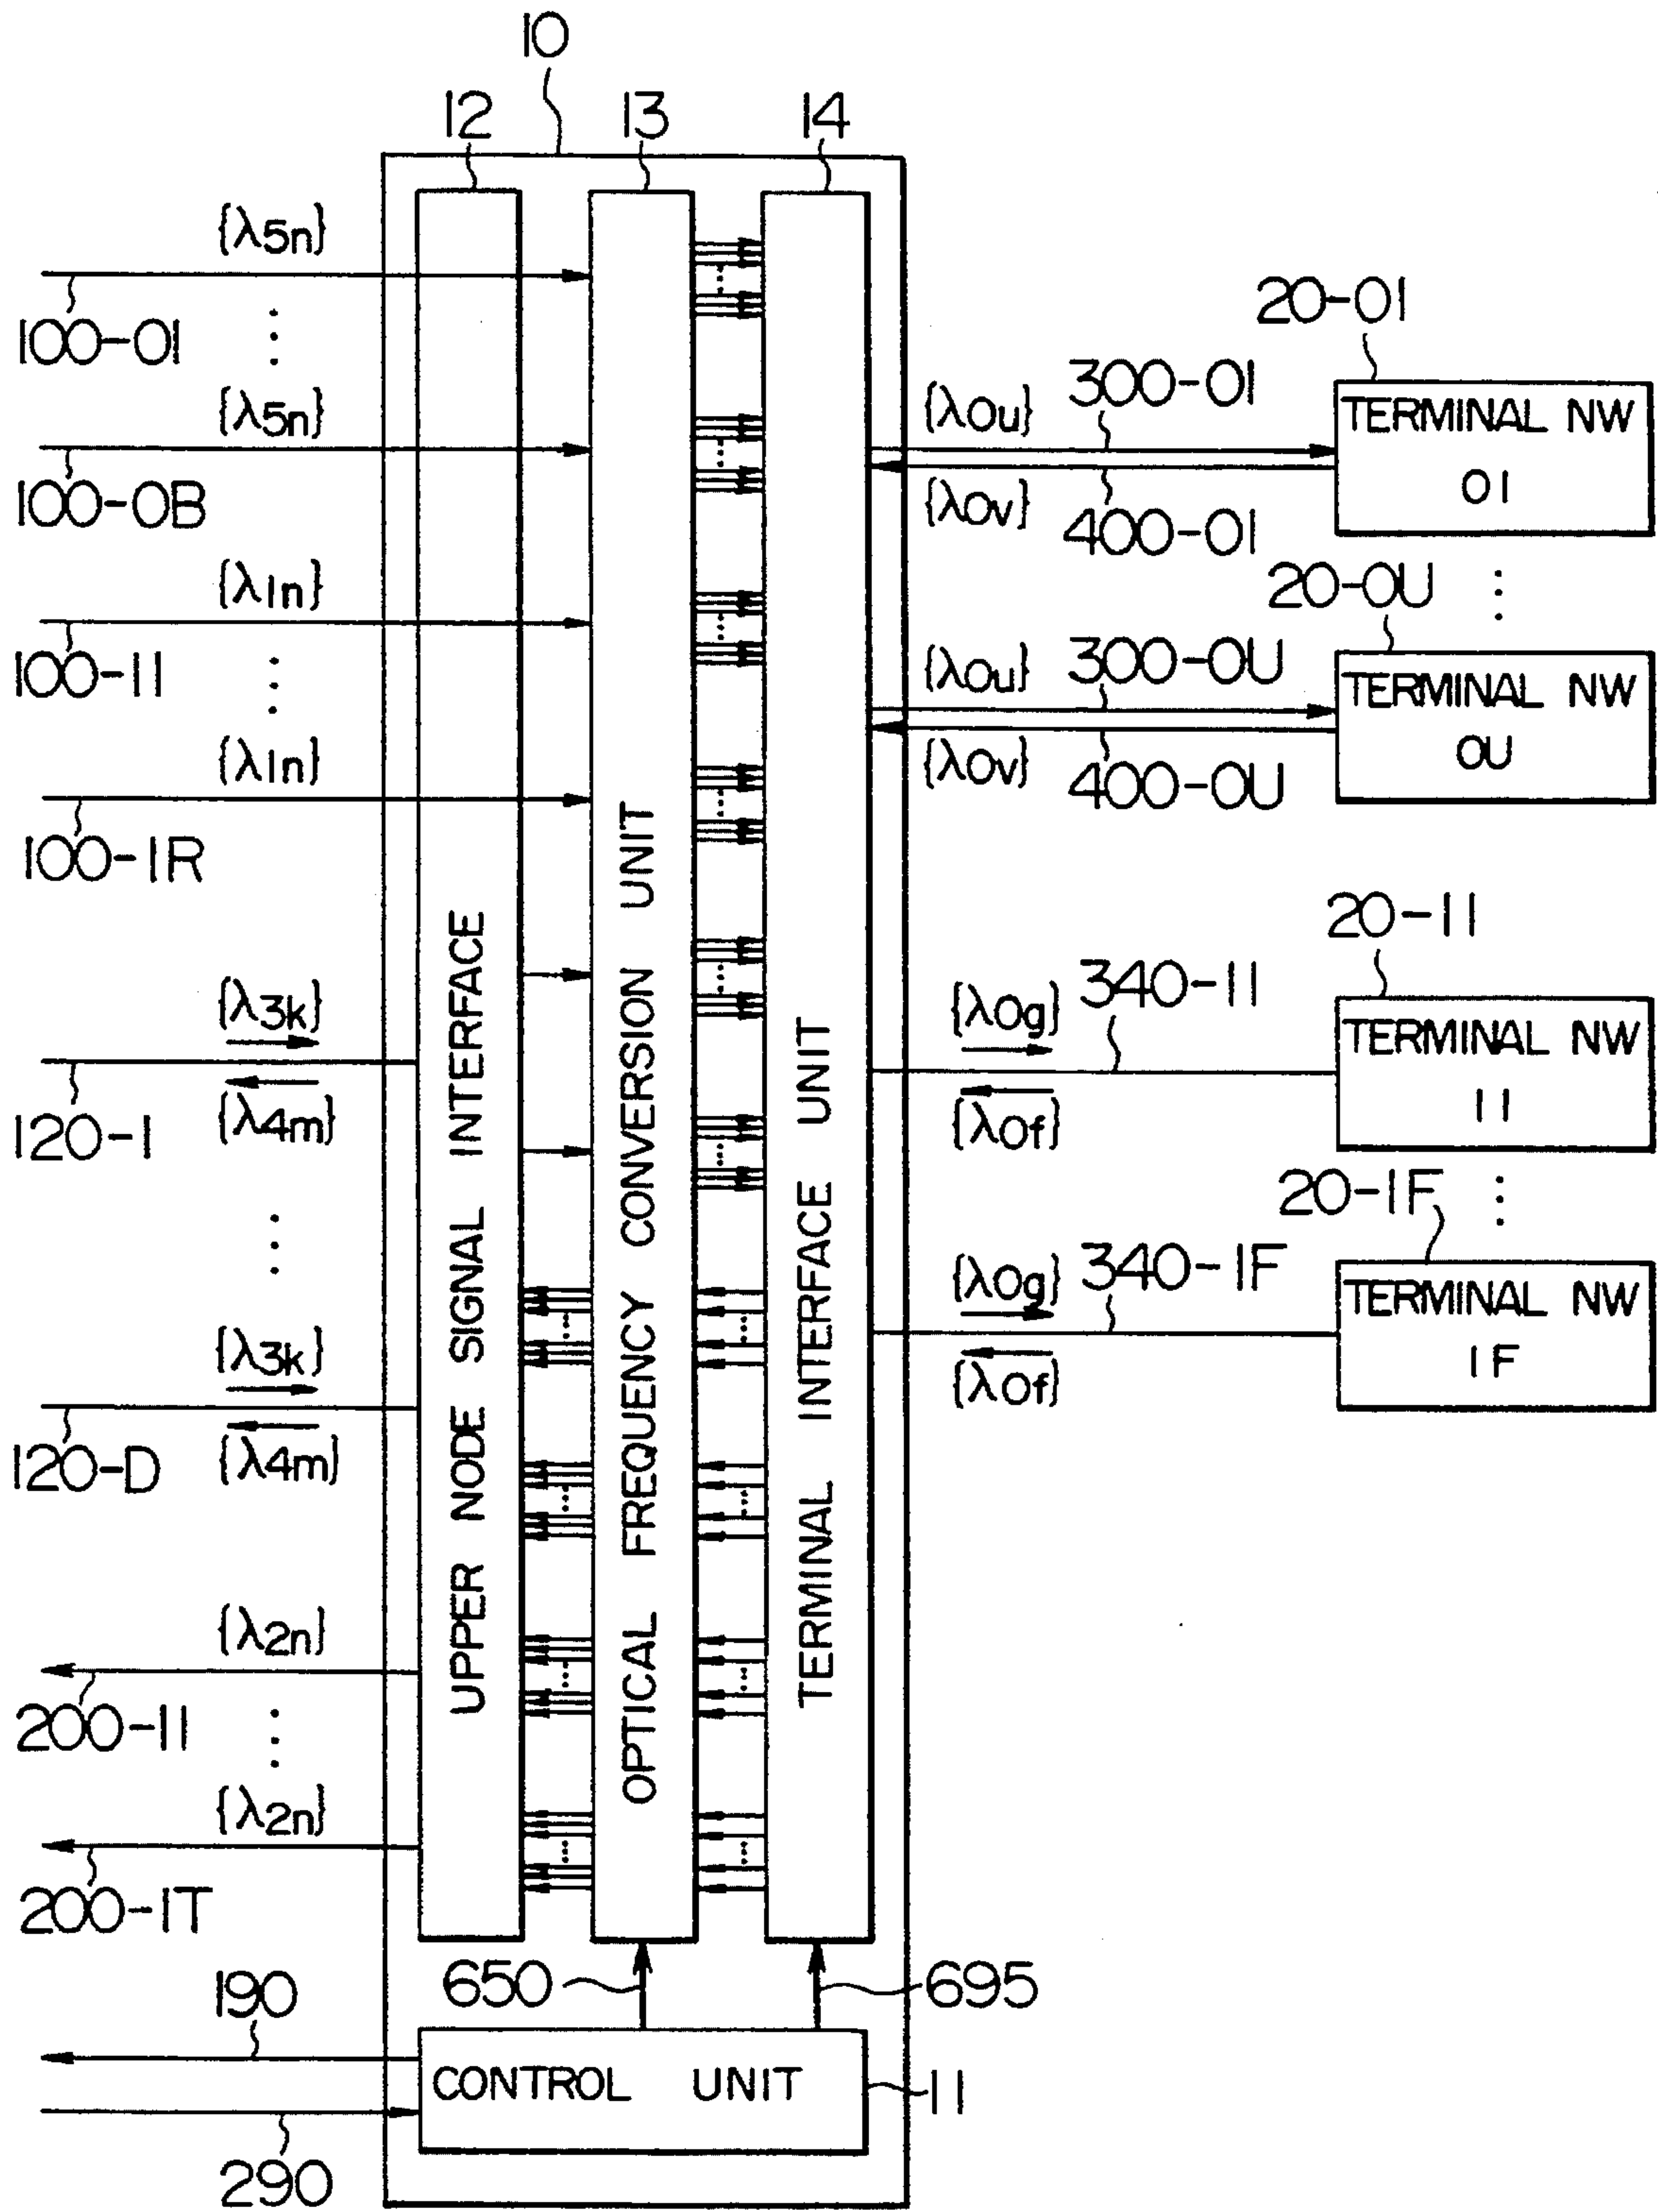 10
12
13
14
{λ5n}
100-01
{λ5n}
100-0B
{λ1n}
100-11
{λ1n}
100-1R
{λ3k}
{λ4m}
120-1
{λ3k}
{λ4m}
120-D
{λ2n}
200-11
{λ2n}
200-1T
190
290
UPPER NODE SIGNAL INTERFACE
OPTICAL FREQUENCY CONVERSION UNIT
TERMINAL INTERFACE UNIT
650
695
CONTROL UNIT
11
20-01
{λ0u}
300-01
TERMINAL NW
01
{λ0v}
400-01
20-0U
{λ0u}
300-0U
TERMINAL NW
0U
{λ0v}
400-0U
20-11
{λ0g}
340-11
TERMINAL NW
11
{λ0f}
20-1F
{λ0g}
340-1F
TERMINAL NW
1F
{λ0f}